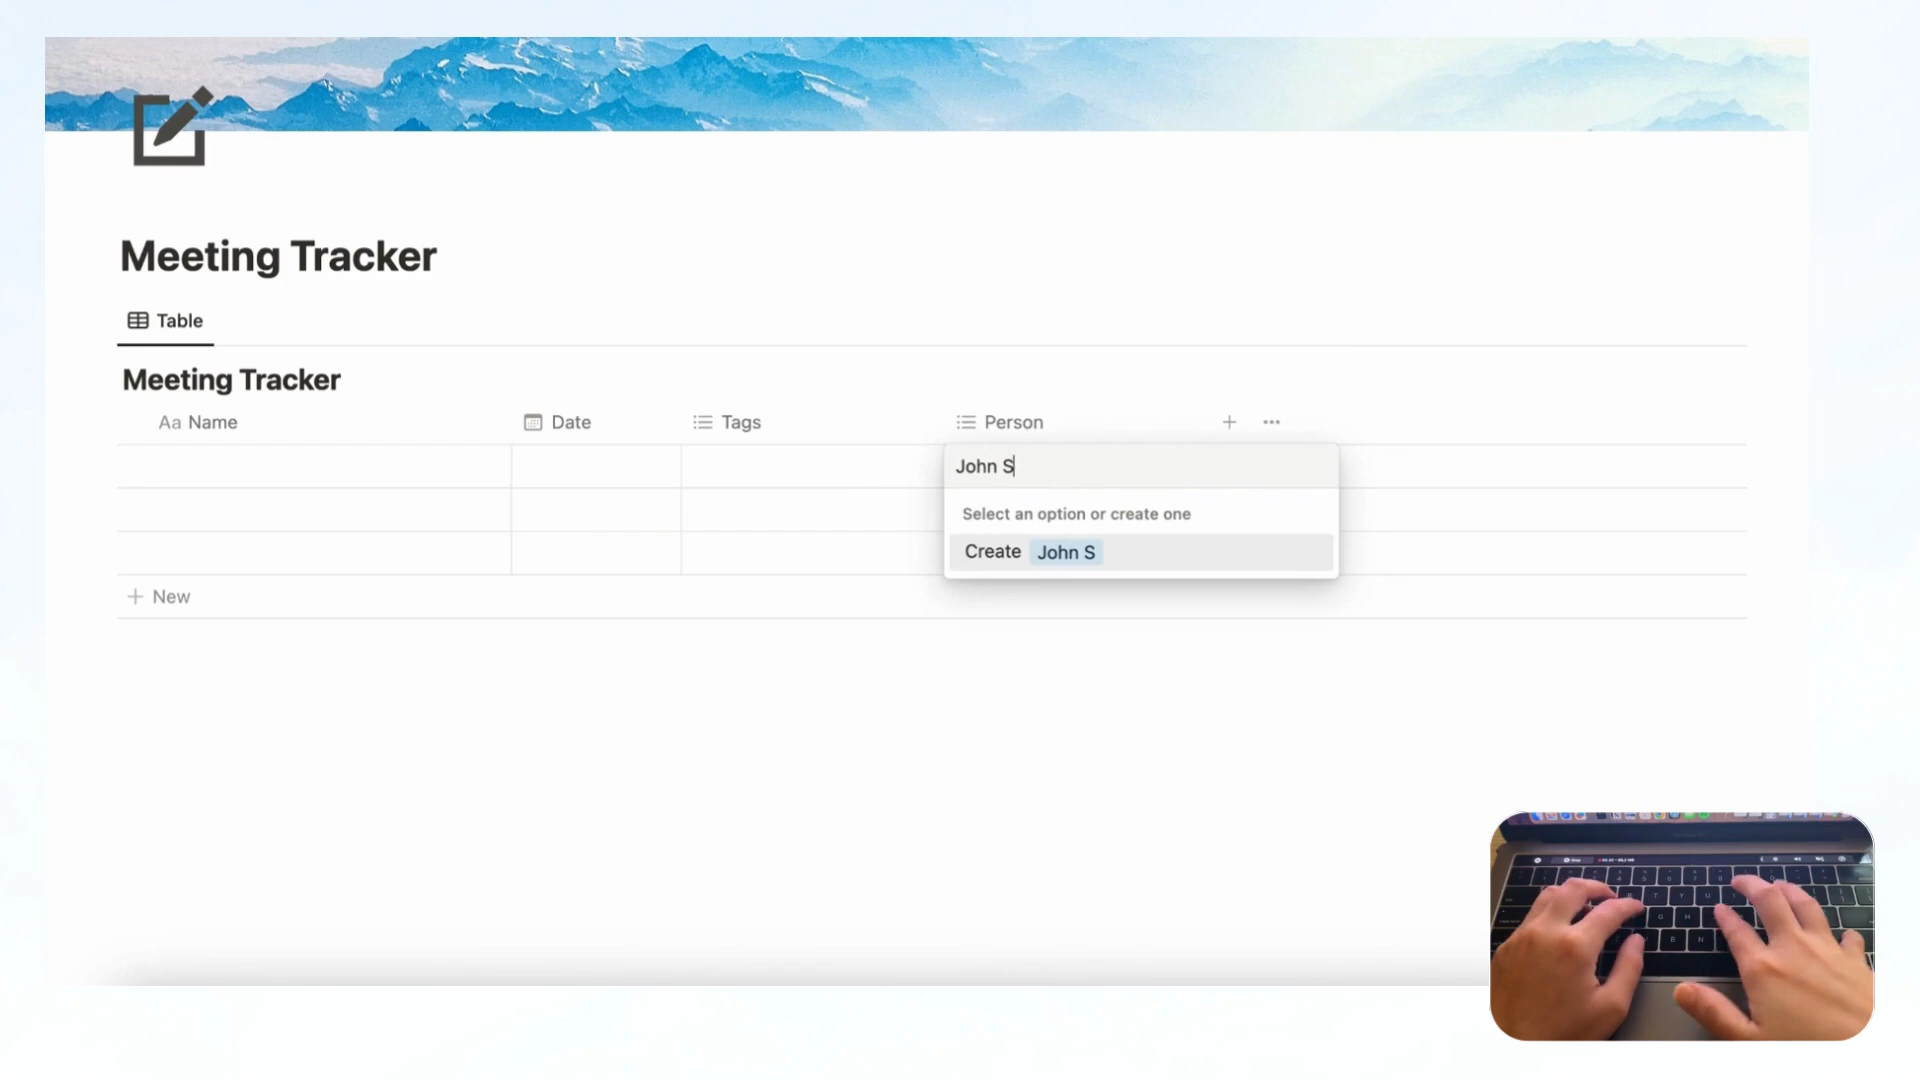 Meeting Tracker
Table
Meeting Tracker
Aa Name Date Tags Person
John S
Select an option or create one
Create John S
New